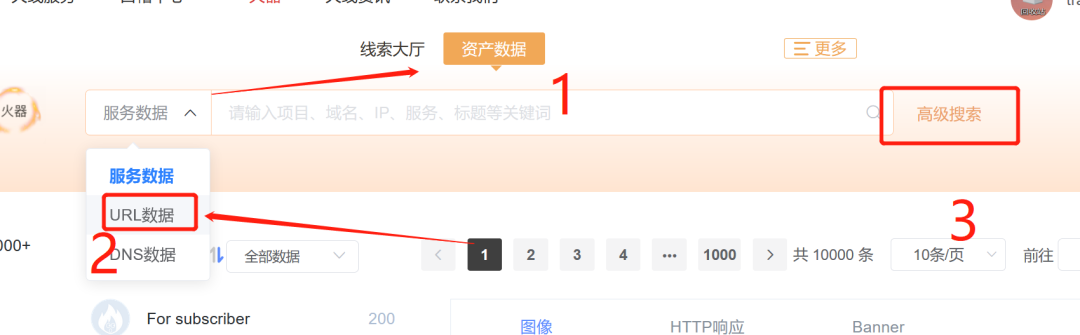 线索大厅 资产数据 三 更多
1
火器 服务数据 请输入项目、域名、IP、服务、标题等关键词 高级搜索
服务数据
URL数据
2
DNS数据
3
000+ 全部数据 1 2 3 4 ••• 1000 共 10000 条 10条/页 前往
For subscriber 200
图像 HTTP响应 Banner